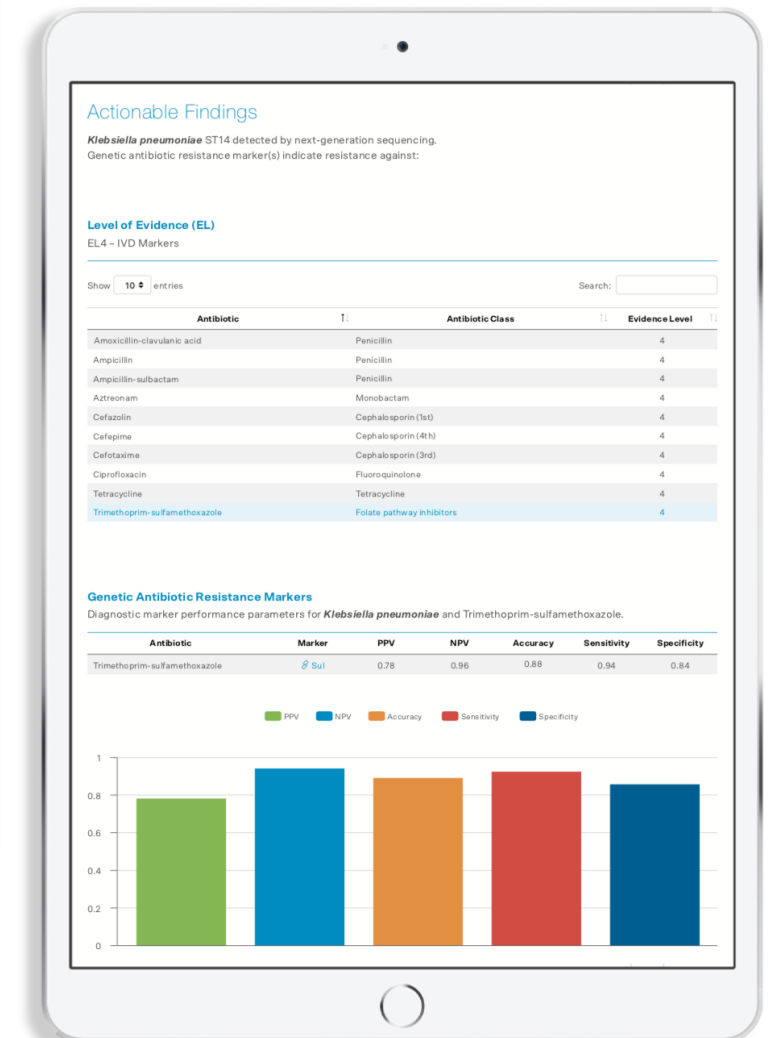 Actionable Findings
Klebsiella pneumoniae ST14 detected by next-generation sequencing.
Genetic antibiotic resistance marker(s) indicate resistance against:
Level of Evidence (EL)
EL4 – IVD Markers
Show 10 entries Search:
Antibiotic Antibiotic Class Evidence Level
Amoxicillin-clavulanic acid Penicillin 4
Ampicillin Penicillin 4
Ampicillin-sulbactam Penicillin 4
Aztreonam Monobactam 4
Cefazolin Cephalosporin (1st) 4
Cefepime Cephalosporin (4th) 4
Cefotaxime Cephalosporin (3rd) 4
Ciprofloxacin Fluoroquinolone 4
Tetracycline Tetracycline 4
Trimethoprim-sulfamethoxazole Folate pathway inhibitors 4
Genetic Antibiotic Resistance Markers
Diagnostic marker performance parameters for Klebsiella pneumoniae and Trimethoprim-sulfamethoxazole.
Antibiotic Marker PPV NPV Accuracy Sensitivity Specificity
Trimethoprim-sulfamethoxazole Sul 0.78 0.96 0.88 0.94 0.84
PPV NPV Accuracy Sensitivity Specificity
1
0.8
0.6
0.4
0.2
0